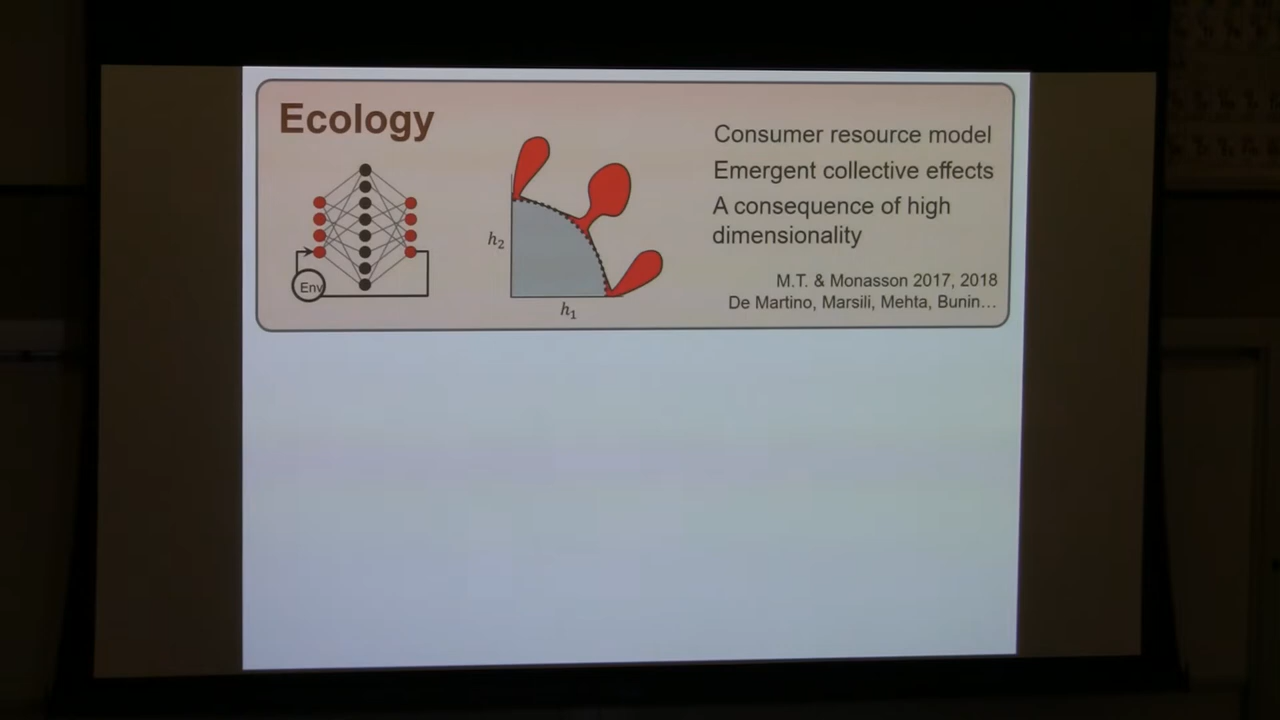 Ecology
Env
h₂
h₁
Consumer resource model
Emergent collective effects
A consequence of high
dimensionality
M.T. & Monasson 2017, 2018
De Martino, Marsili, Mehta, Bunin…